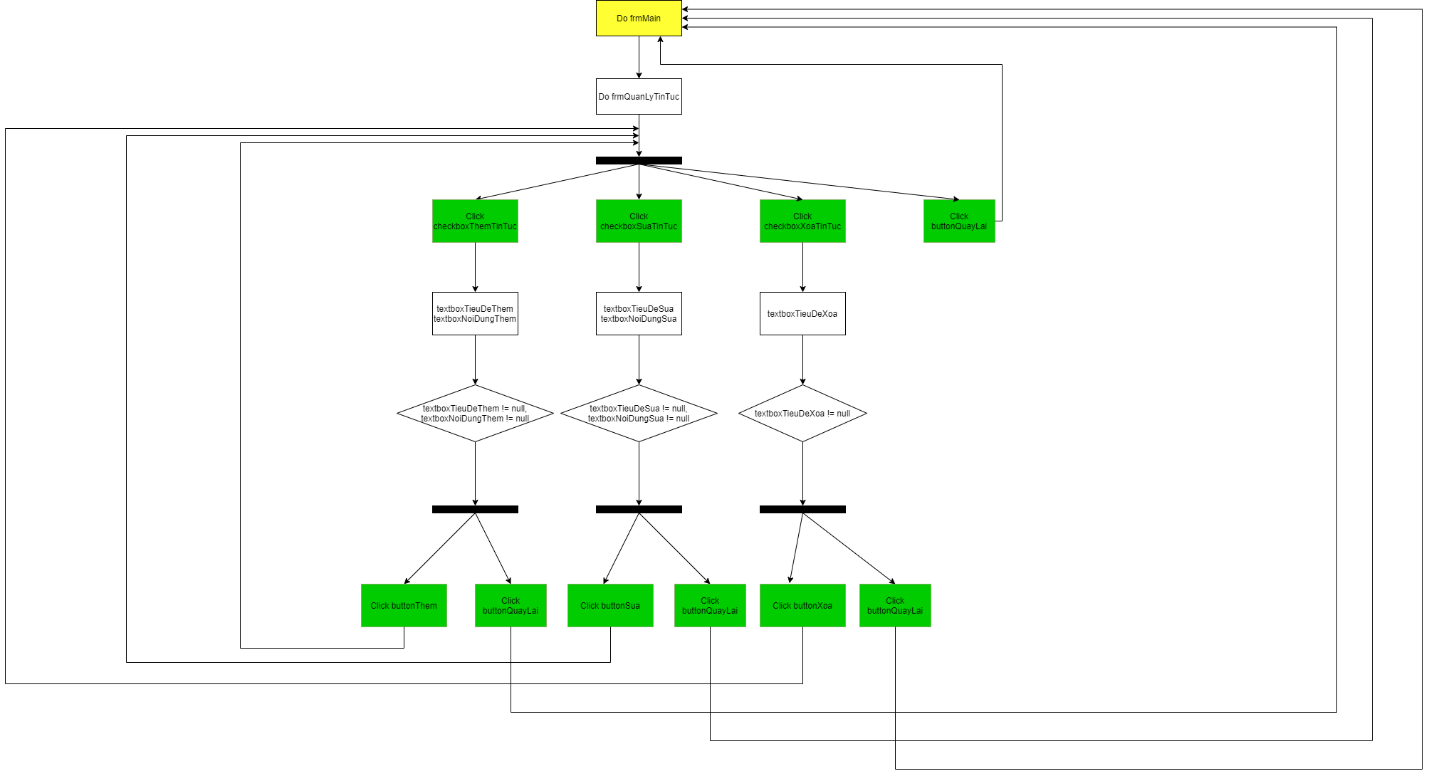 Do frmMain
Do frmQuanLyTinTuc
Click
checkboxThemTinTuc
Click
checkboxSuaTinTuc
Click
checkboxXoaTinTuc
Click
buttonQuayLai
textboxTieuDeThem
textboxNoiDungThem
textboxTieuDeSua
textboxNoiDungSua
textboxTieuDeXoa
textboxTieuDeThem != null,
textboxNoiDungThem != null
textboxTieuDeSua != null,
textboxNoiDungSua != null
textboxTieuDeXoa != null
Click buttonThem
Click
buttonQuayLai
Click buttonSua
Click
buttonQuayLai
Click buttonXoa
Click
buttonQuayLai